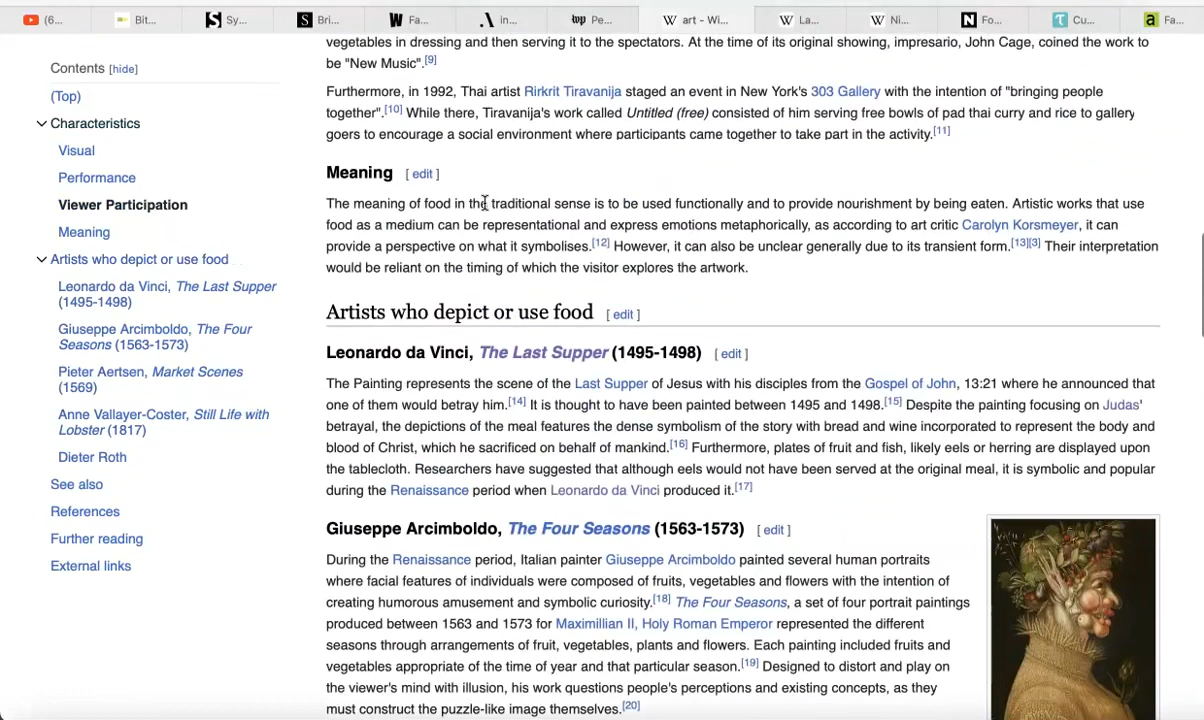 (6...
Bit...
Sy...
Bri...
Fa...
in...
wp Pe...
W art - Wi...
W La...
W Ni...
N Fo...
Cu...
a Fa...
Contents [hide]
(Top)
Characteristics
Visual
Performance
Viewer Participation
Meaning
Artists who depict or use food
Leonardo da Vinci, The Last Supper
(1495-1498)
Giuseppe Arcimboldo, The Four
Seasons (1563-1573)
Pieter Aertsen, Market Scenes
(1569)
Anne Vallayer-Coster, Still Life with
Lobster (1817)
Dieter Roth
See also
References
Further reading
External links
vegetables in dressing and then serving it to the spectators. At the time of its original showing, impresario, John Cage, coined the work to
be "New Music".[9]
Furthermore, in 1992, Thai artist Rirkrit Tiravanija staged an event in New York's 303 Gallery with the intention of "bringing people
together".[10] While there, Tiravanija's work called Untitled (free) consisted of him serving free bowls of pad thai curry and rice to gallery
goers to encourage a social environment where participants came together to take part in the activity.[11]
Meaning [ edit ]
The meaning of food in the traditional sense is to be used functionally and to provide nourishment by being eaten. Artistic works that use
food as a medium can be representational and express emotions metaphorically, as according to art critic Carolyn Korsmeyer, it can
provide a perspective on what it symbolises.[12] However, it can also be unclear generally due to its transient form.[13][3] Their interpretation
would be reliant on the timing of which the visitor explores the artwork.
Artists who depict or use food [ edit ]
Leonardo da Vinci, The Last Supper (1495-1498) [ edit ]
The Painting represents the scene of the Last Supper of Jesus with his disciples from the Gospel of John, 13:21 where he announced that
one of them would betray him.[14] It is thought to have been painted between 1495 and 1498.[15] Despite the painting focusing on Judas'
betrayal, the depictions of the meal features the dense symbolism of the story with bread and wine incorporated to represent the body and
blood of Christ, which he sacrificed on behalf of mankind.[16] Furthermore, plates of fruit and fish, likely eels or herring are displayed upon
the tablecloth. Researchers have suggested that although eels would not have been served at the original meal, it is symbolic and popular
during the Renaissance period when Leonardo da Vinci produced it.[17]
Giuseppe Arcimboldo, The Four Seasons (1563-1573) [ edit ]
During the Renaissance period, Italian painter Giuseppe Arcimboldo painted several human portraits
where facial features of individuals were composed of fruits, vegetables and flowers with the intention of
creating humorous amusement and symbolic curiosity.[18] The Four Seasons, a set of four portrait paintings
produced between 1563 and 1573 for Maximillian II, Holy Roman Emperor represented the different
seasons through arrangements of fruit, vegetables, plants and flowers. Each painting included fruits and
vegetables appropriate of the time of year and that particular season.[19] Designed to distort and play on
the viewer's mind with illusion, his work questions people's perceptions and existing concepts, as they
must construct the puzzle-like image themselves.[20]